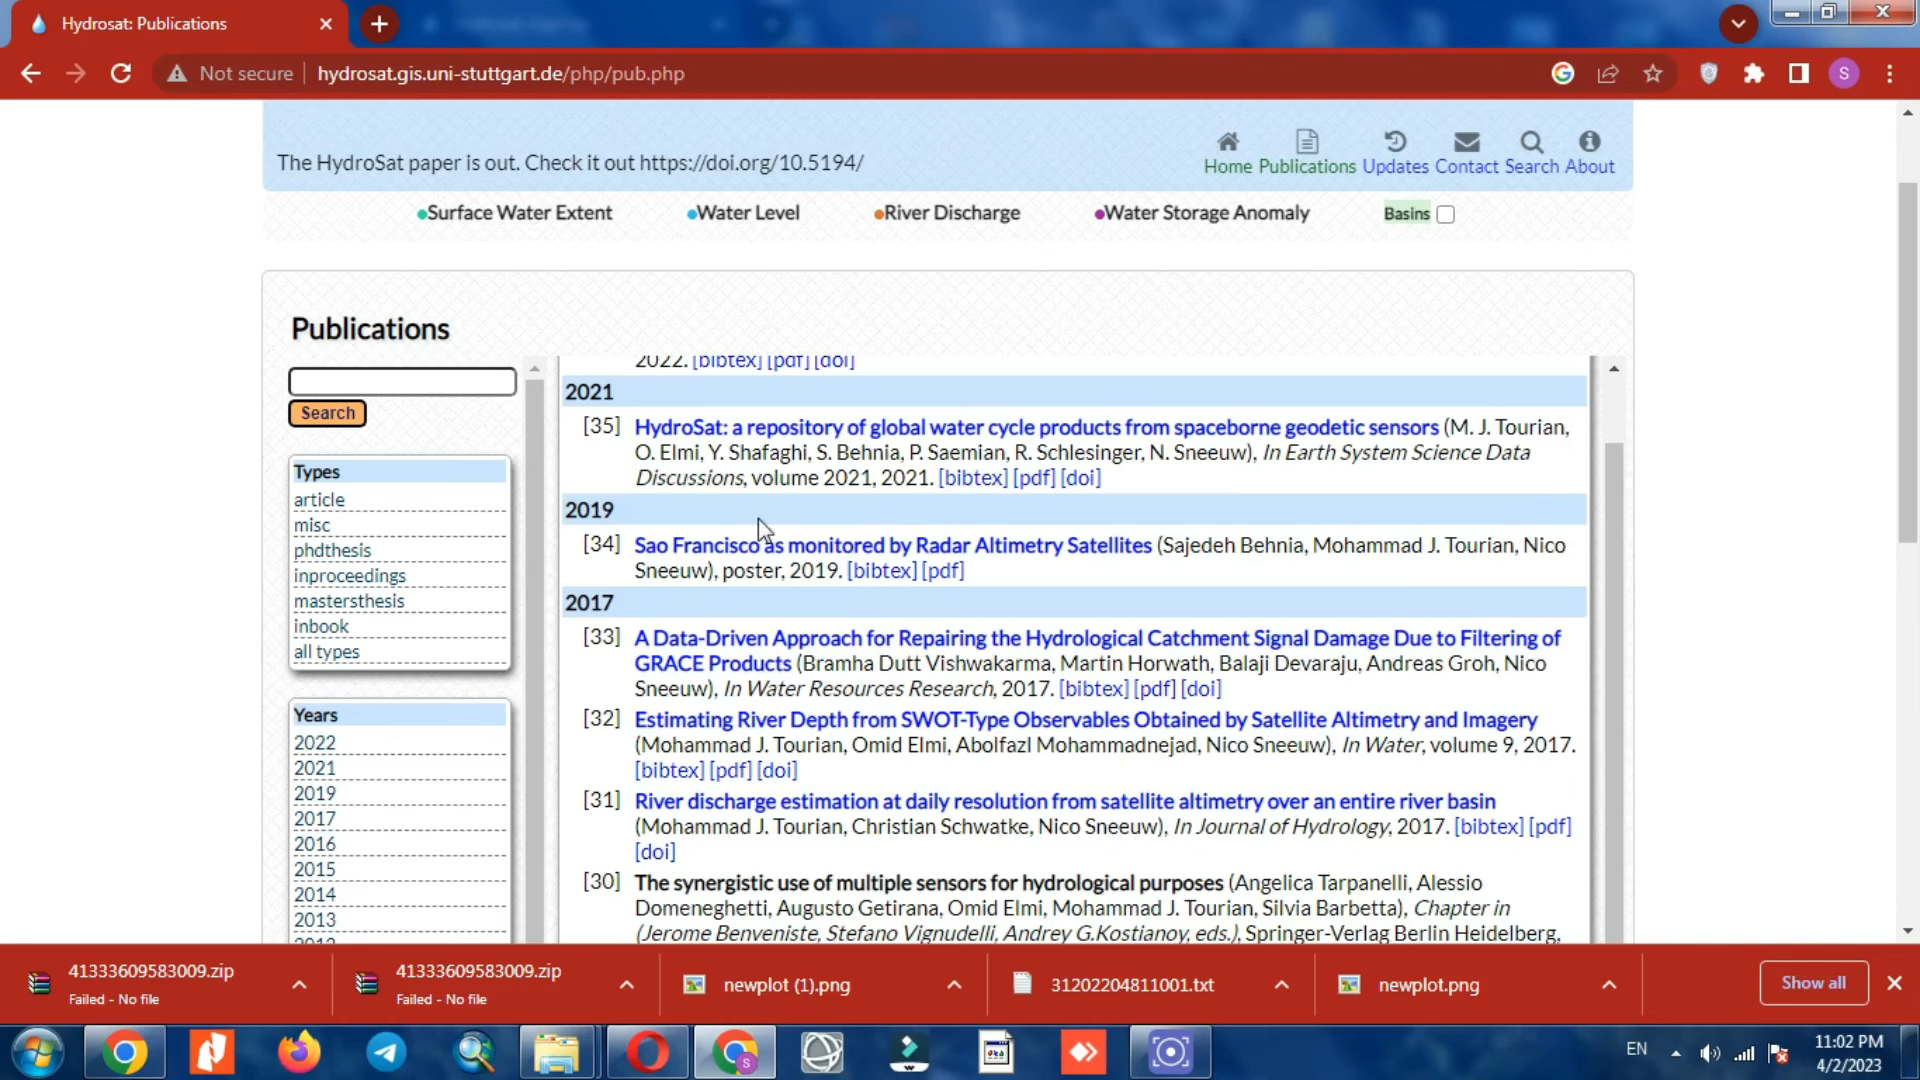 Hydrosat: Publications
Not secure hydrosat.gis.uni-stuttgart.de/php/pub.php
S
The HydroSat paper is out. Check it out https://doi.org/10.5194/
Home Publications Updates Contact Search About
Surface Water Extent Water Level River Discharge Water Storage Anomaly Basins
Publications
Search
Types
article
misc
phdthesis
inproceedings
mastersthesis
inbook
all types
Years
2022
2021
2019
2017
2016
2015
2014
2013
2022. [bibtex] [pdf] [doi]
2021
[35] HydroSat: a repository of global water cycle products from spaceborne geodetic sensors (M. J. Tourian,
O. Elmi, Y. Shafaghi, S. Behnia, P. Saemian, R. Schlesinger, N. Sneeuw), In Earth System Science Data
Discussions, volume 2021, 2021. [bibtex] [pdf] [doi]
2019
[34] Sao Francisco as monitored by Radar Altimetry Satellites (Sajedeh Behnia, Mohammad J. Tourian, Nico
Sneeuw), poster, 2019. [bibtex] [pdf]
2017
[33] A Data-Driven Approach for Repairing the Hydrological Catchment Signal Damage Due to Filtering of
GRACE Products (Bramha Dutt Vishwakarma, Martin Horwath, Balaji Devaraju, Andreas Groh, Nico
Sneeuw), In Water Resources Research, 2017. [bibtex] [pdf] [doi]
[32] Estimating River Depth from SWOT-Type Observables Obtained by Satellite Altimetry and Imagery
(Mohammad J. Tourian, Omid Elmi, Abolfazl Mohammadnejad, Nico Sneeuw), In Water, volume 9, 2017.
[bibtex] [pdf] [doi]
[31] River discharge estimation at daily resolution from satellite altimetry over an entire river basin
(Mohammad J. Tourian, Christian Schwatke, Nico Sneeuw), In Journal of Hydrology, 2017. [bibtex] [pdf]
[doi]
[30] The synergistic use of multiple sensors for hydrological purposes (Angelica Tarpanelli, Alessio
Domeneghetti, Augusto Getirana, Omid Elmi, Mohammad J. Tourian, Silvia Barbetta), Chapter in
(Jerome Benveniste, Stefano Vignudelli, Andrey G.Kostianoy, eds.), Springer-Verlag Berlin Heidelberg,
41333609583009.zip
Failed - No file
41333609583009.zip
Failed - No file
newplot (1).png
31202204811001.txt
newplot.png
Show all
EN
11:02 PM
4/2/2023